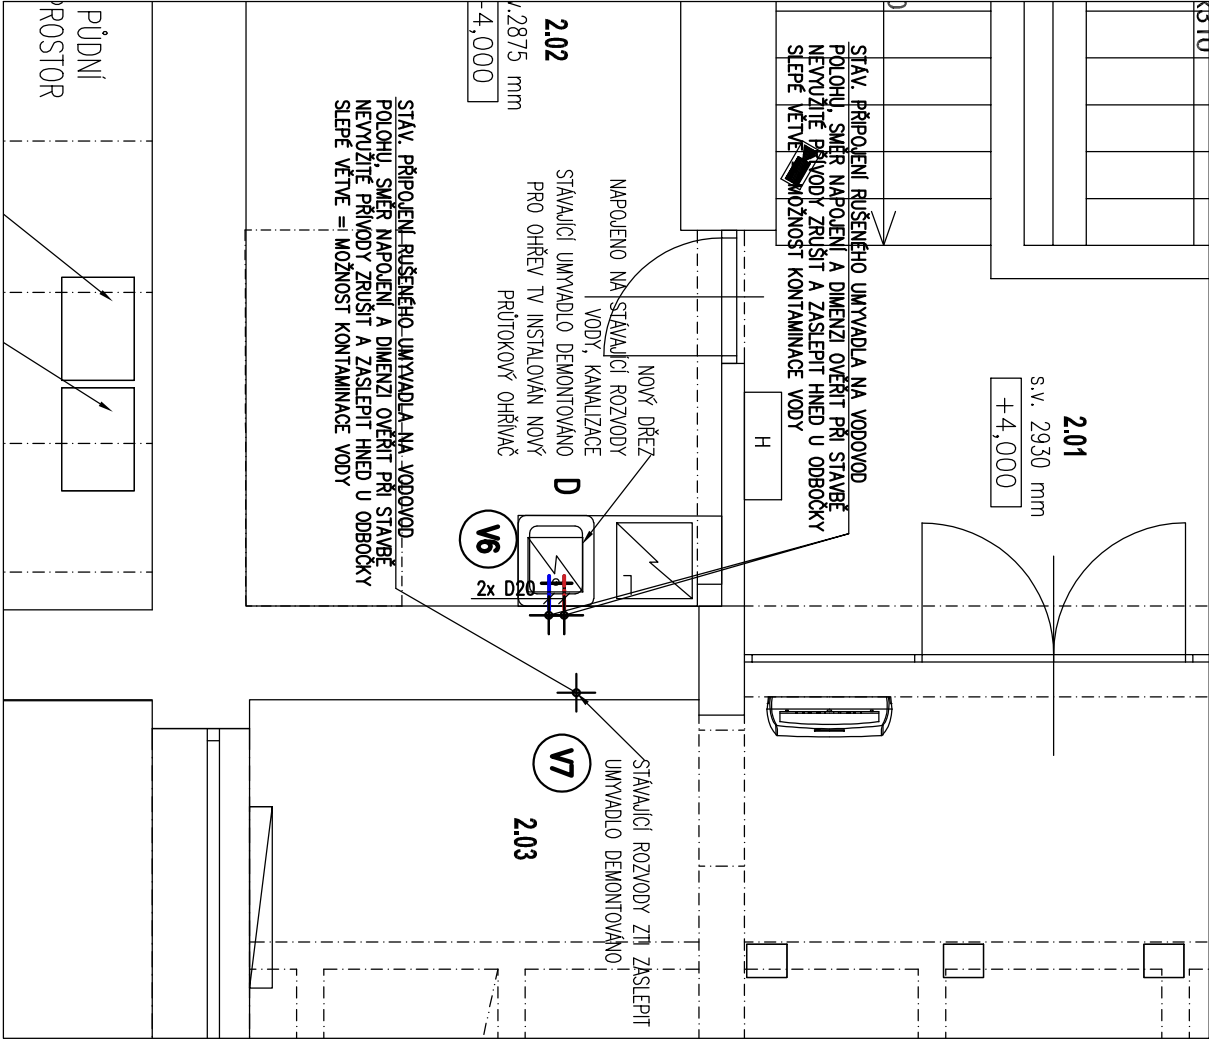 PŮDNÍ
PROSTOR
2.02
v.2875 mm
-4,000
STÁV. PŘIPOJENÍ RUŠENÉHO UMYVADLA NA VODOVOD
POLOHU, SMĚR NAPOJENÍ A DIMENZI OVĚŘIT PŘI STAVBĚ
NEVYUŽITÉ PŘÍVODY ZRUŠIT A ZASLEPIT HNED U ODBOČKY
SLEPÉ VĚTVE = MOŽNOST KONTAMINACE VODY
NOVÝ DŘEZ
NAPOJENO NA STÁVAJÍCÍ ROZVODY
VODY, KANALIZACE
STÁVAJÍCÍ UMYVADLO DEMONTOVÁNO
PRO OHŘEV TV INSTALOVÁN NOVÝ
PRŮTOKOVÝ OHŘÍVAČ
STÁV. PŘIPOJENÍ RUŠENÉHO UMYVADLA NA VODOVOD
POLOHU, SMĚR NAPOJENÍ A DIMENZI OVĚŘIT PŘI STAVBĚ
NEVYUŽITÉ PŘÍVODY ZRUŠIT A ZASLEPIT HNED U ODBOČKY
SLEPÉ VĚTVE MOŽNOST KONTAMINACE VODY
2.01
s.v. 2930 mm
+4,000
H
D
V6
2x D20
V7
2.03
STÁVAJÍCÍ ROZVODY ZTI ZASLEPIT
UMYVADLO DEMONTOVÁNO